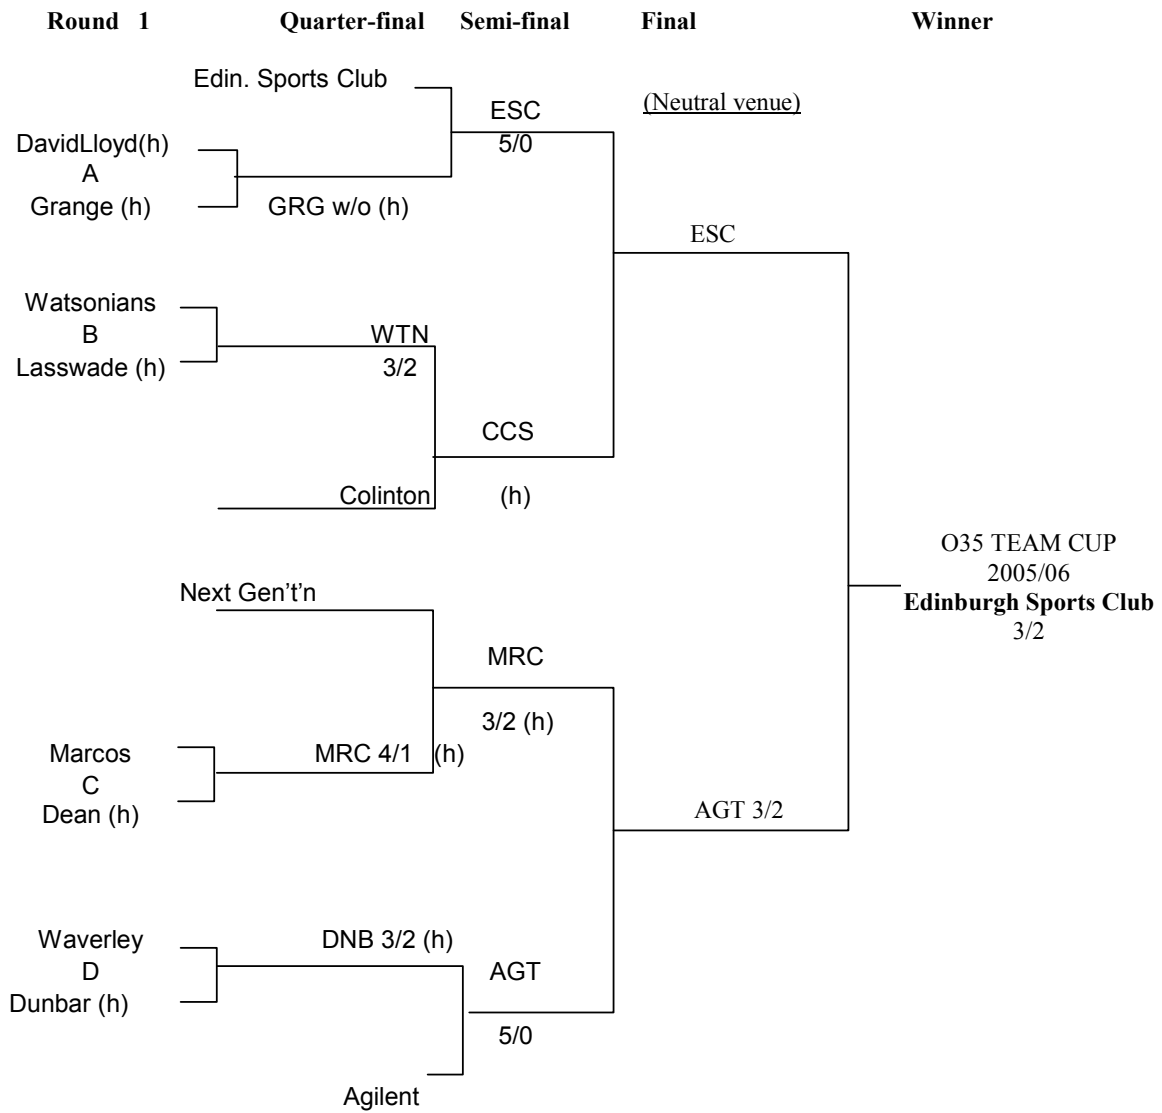 Round 1 Quarter-final Semi-final Final Winner
Edin. Sports Club
ESC
5/0
(Neutral venue)
DavidLloyd(h)
A
Grange (h)
GRG w/o (h)
ESC
Watsonians
B
Lasswade (h)
WTN
3/2
CCS
(h)
Colinton
O35 TEAM CUP
2005/06
Edinburgh Sports Club
3/2
Next Gen't'n
MRC
3/2 (h)
Marcos
C
Dean (h)
MRC 4/1 (h)
AGT 3/2
Waverley
D
Dunbar (h)
DNB 3/2 (h)
AGT
5/0
Agilent